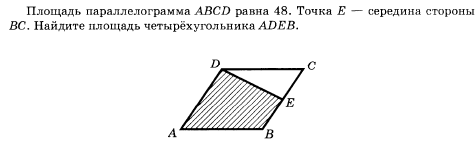 Площадь параллелограмма ABCD равна 48. Точка E — середина стороны
BC. Найдите площадь четырёхугольника ADEB.
D
C
E
A
B